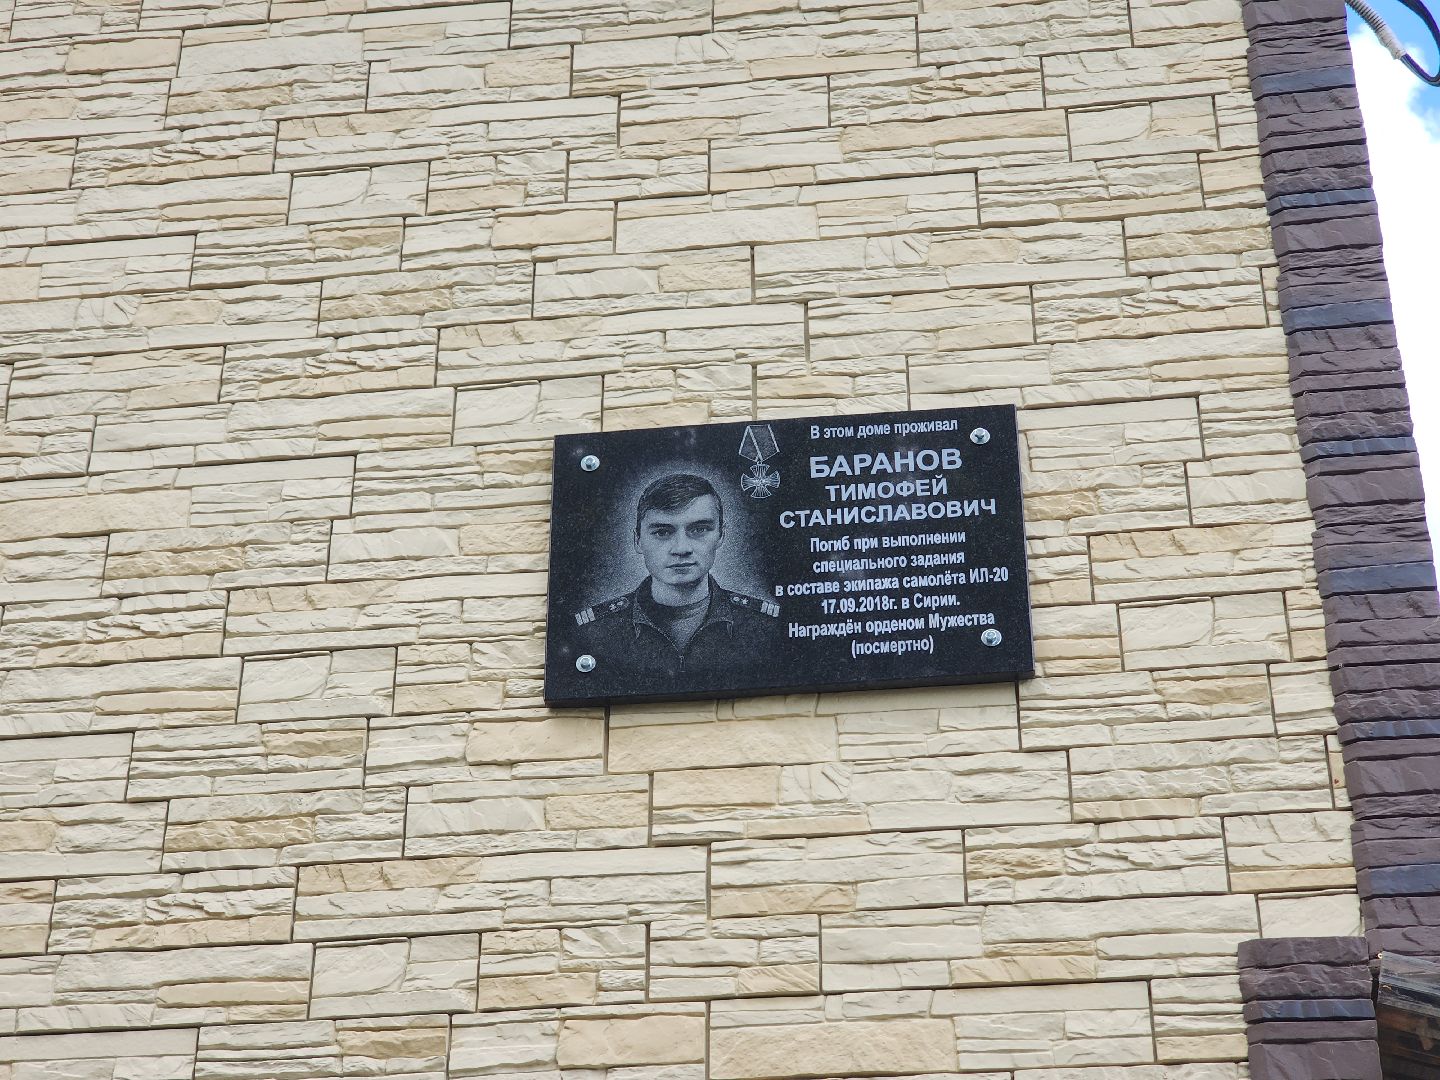 В этом доме проживал
БАРАНОВ
ТИМОФЕЙ
СТАНИСЛАВОВИЧ
Погиб при выполнении
специального задания
в составе экипажа самолёта ИЛ-20
17.09.2018г. в Сирии.
Награждён орденом Мужества
(посмертно)